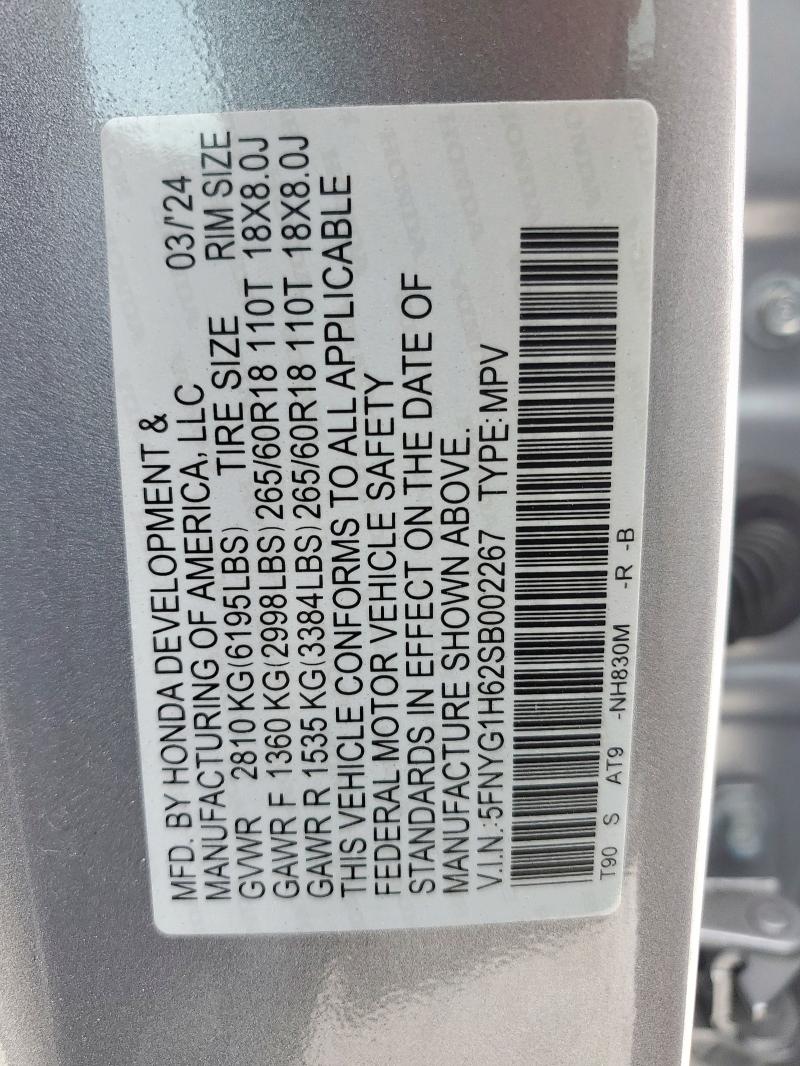 MFD. BY HONDA DEVELOPMENT &
MANUFACTURING OF AMERICA, LLC 03/'24
GVWR 2810 KG(6195LBS) TIRE SIZE RIM SIZE
GAWR F 1360 KG(2998LBS)265/60R18 110T 18X8.0J
GAWR R 1535 KG(3384LBS)265/60R18 110T 18X8.0J
THIS VEHICLE CONFORMS TO ALL APPLICABLE
FEDERAL MOTOR VEHICLE SAFETY
STANDARDS IN EFFECT ON THE DATE OF
MANUFACTURE SHOWN ABOVE.
V.I.N.:5FNYG1H62SB002267 TYPE:MPV
T90 S AT9 -NH830M -R -B